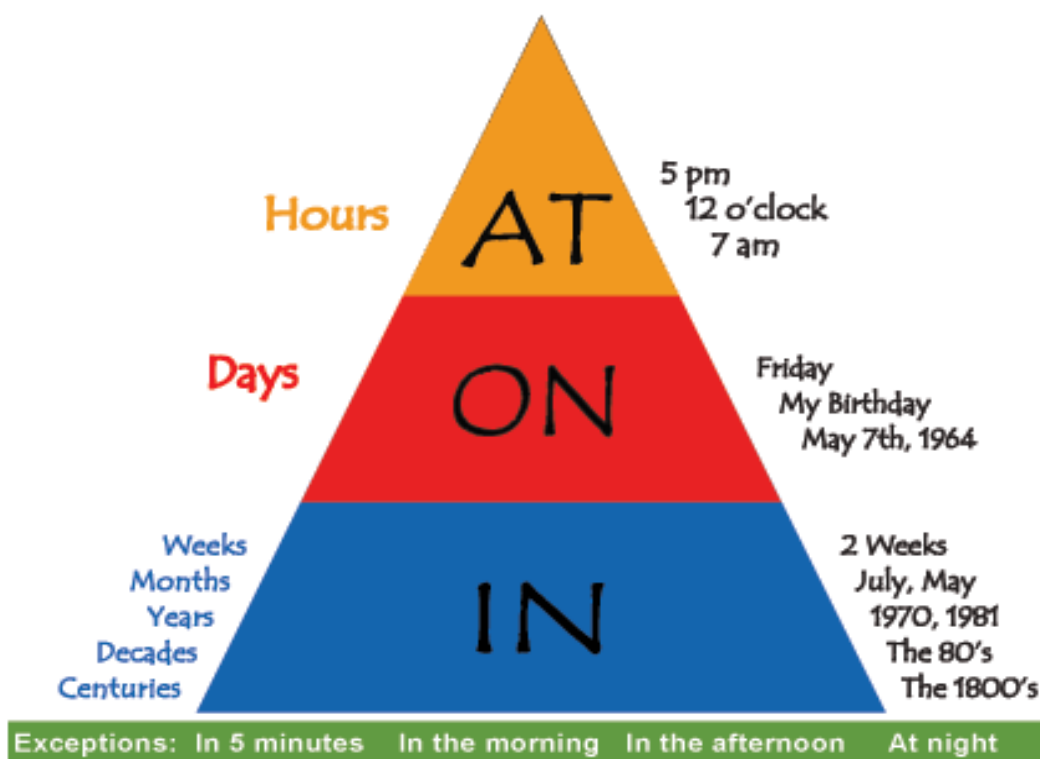 AT
Hours
5 pm
12 o'clock
7 am
ON
Days
Friday
My Birthday
May 7th, 1964
IN
Weeks
Months
Years
Decades
Centuries
2 Weeks
July, May
1970, 1981
The 80's
The 1800's
Exceptions: In 5 minutes In the morning In the afternoon At night